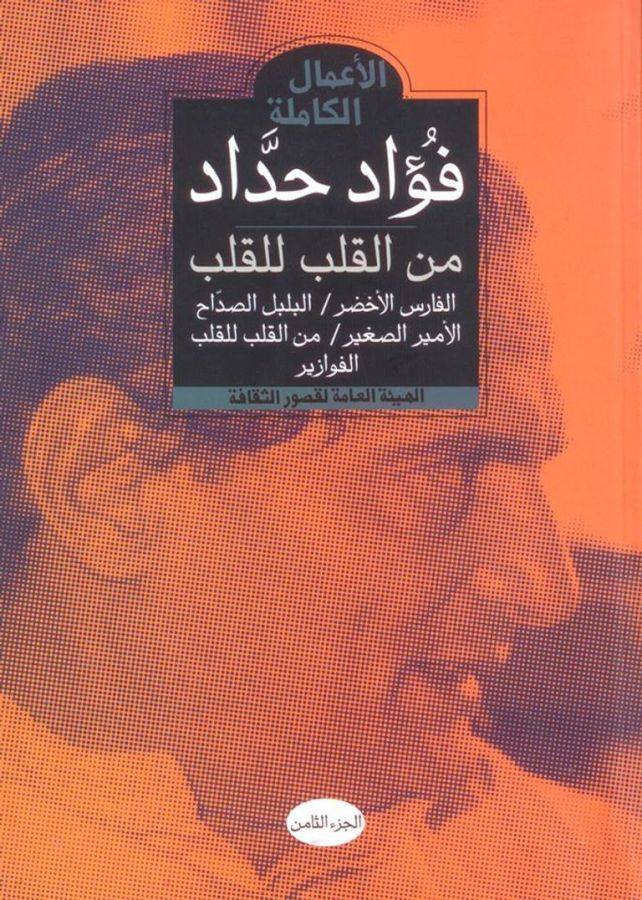 الأعمال
الكاملة
فُؤاد حدَّاد
من القلب للقلب
الفارس الأخضر / البلبل الصدّاح
الأمير الصغير / من القلب للقلب
الفوازير
الهيئة العامة لقصور الثقافة
الجزء الثامن